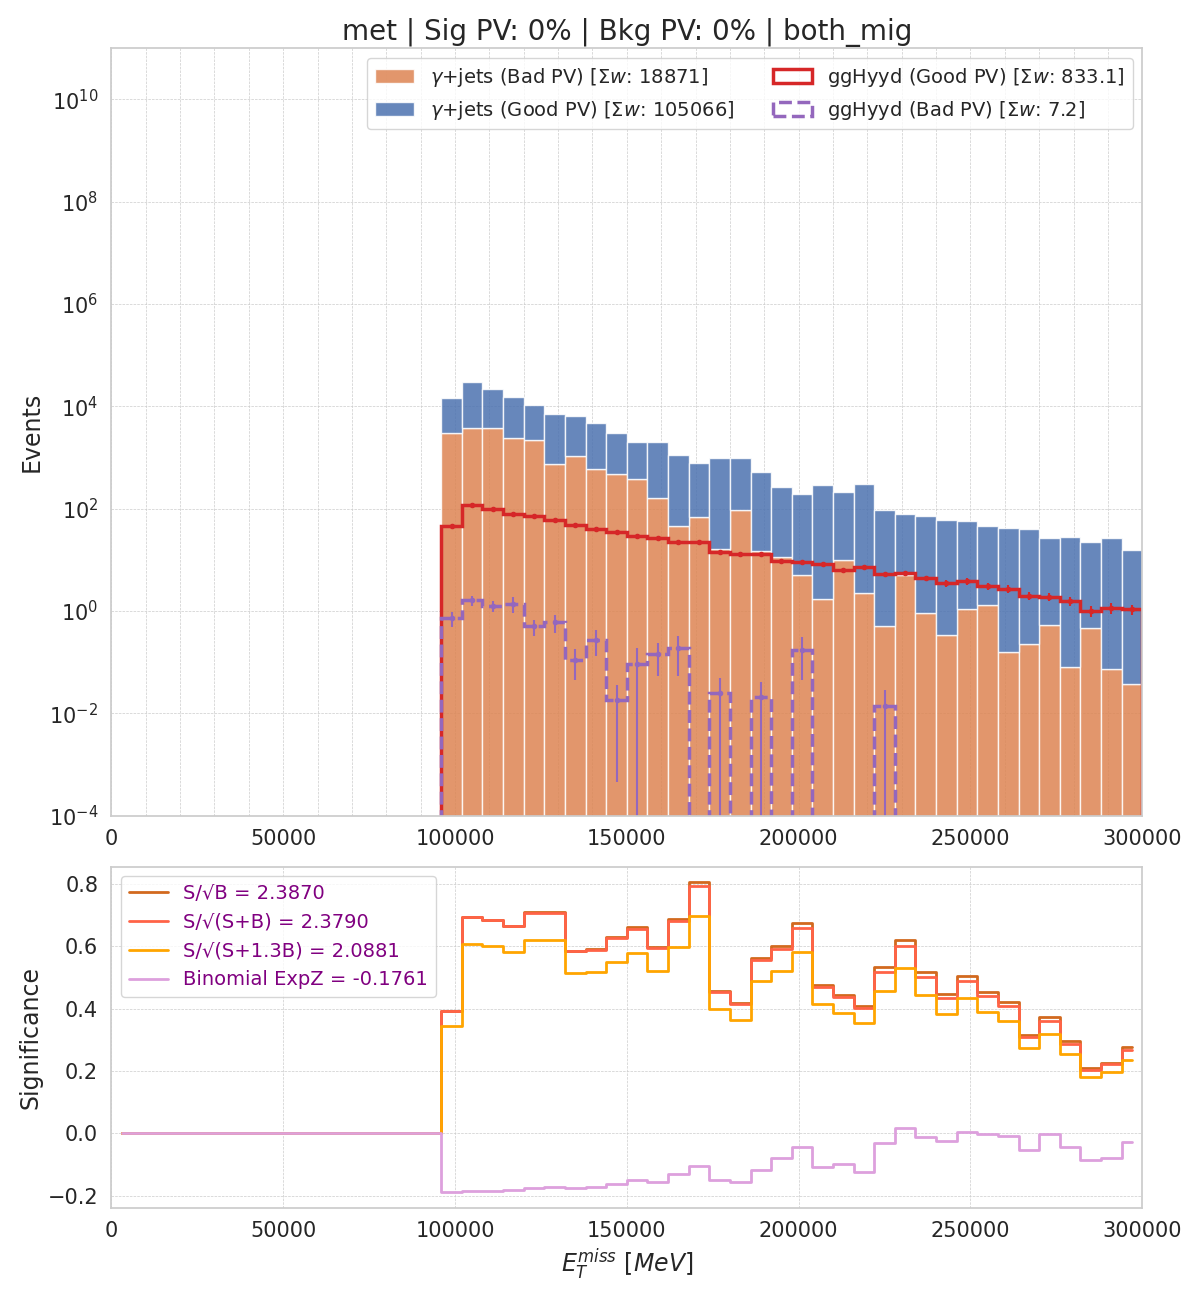 met | Sig PV: 0% | Bkg PV: 0% | both_mig
γ+jets (Bad PV) [Σw: 18871]
γ+jets (Good PV) [Σw: 105066]
ggHyyd (Good PV) [Σw: 833.1]
ggHyyd (Bad PV) [Σw: 7.2]
Events
10^10
10^8
10^6
10^4
10^2
10^0
10^−2
10^−4
0 50000 100000 150000 200000 250000 300000
S/√B = 2.3870
S/√(S+B) = 2.3790
S/√(S+1.3B) = 2.0881
Binomial ExpZ = -0.1761
Significance
0.8
0.6
0.4
0.2
0.0
−0.2
0 50000 100000 150000 200000 250000 300000
E_T^miss [MeV]